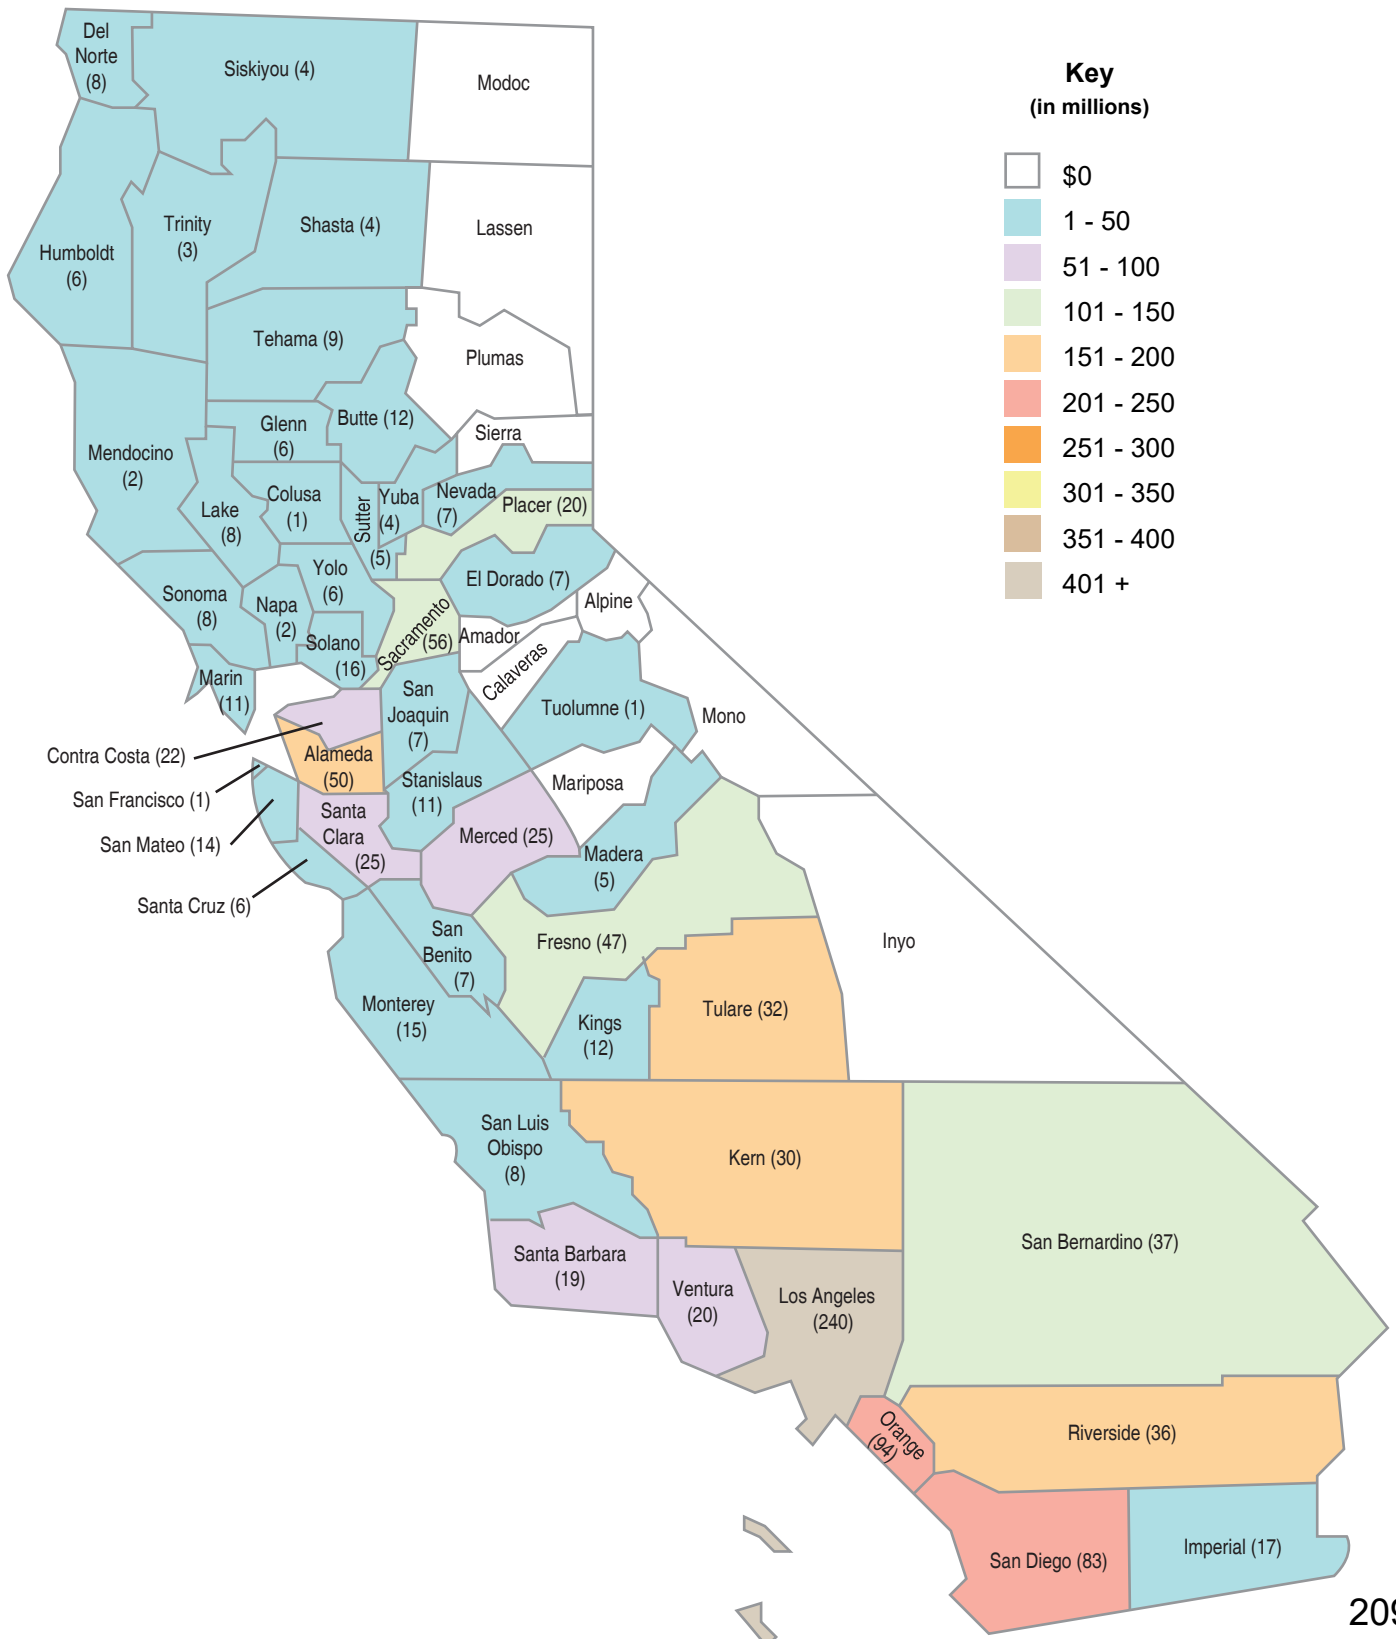 Del
Norte
(8)
Siskiyou (4)
Modoc
Key
(in millions)
$0
1 - 50
51 - 100
101 - 150
151 - 200
201 - 250
251 - 300
301 - 350
351 - 400
401 +
Humboldt
(6)
Trinity
(3)
Shasta (4)
Lassen
Tehama (9)
Plumas
Mendocino
(2)
Glenn
(6)
Butte (12)
Sierra
Lake
(8)
Colusa
(1)
Sutter
(5)
Yuba
(4)
Nevada
(7)
Placer (20)
Sonoma
(8)
Napa
(2)
Yolo
(6)
El Dorado (7)
Solano
(16)
Sacramento
(56)
Amador
Alpine
Calaveras
Marin
(11)
San
Joaquin
(7)
Tuolumne (1)
Mono
Contra Costa (22)
Alameda
(50)
San Francisco (1)
Stanislaus
(11)
Mariposa
San Mateo (14)
Santa
Clara
(25)
Merced (25)
Madera
(5)
Santa Cruz (6)
San
Benito
(7)
Fresno (47)
Inyo
Monterey
(15)
Kings
(12)
Tulare (32)
San Luis
Obispo
(8)
Kern (30)
San Bernardino (37)
Santa Barbara
(19)
Ventura
(20)
Los Angeles
(240)
Orange
(94)
Riverside (36)
San Diego (83)
Imperial (17)
209